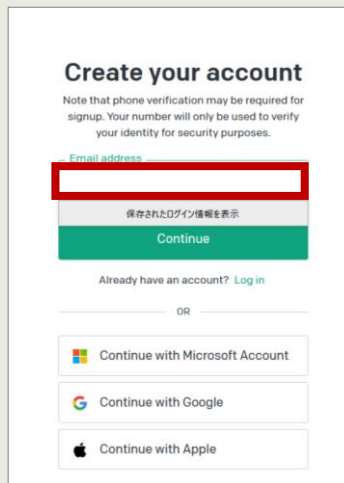 Create your account
Note that phone verification may be required for
signup. Your number will only be used to verify
your identity for security purposes.
Email address
保存されたログイン情報を表示
Continue
Already have an account? Log in
OR
Continue with Microsoft Account
Continue with Google
Continue with Apple